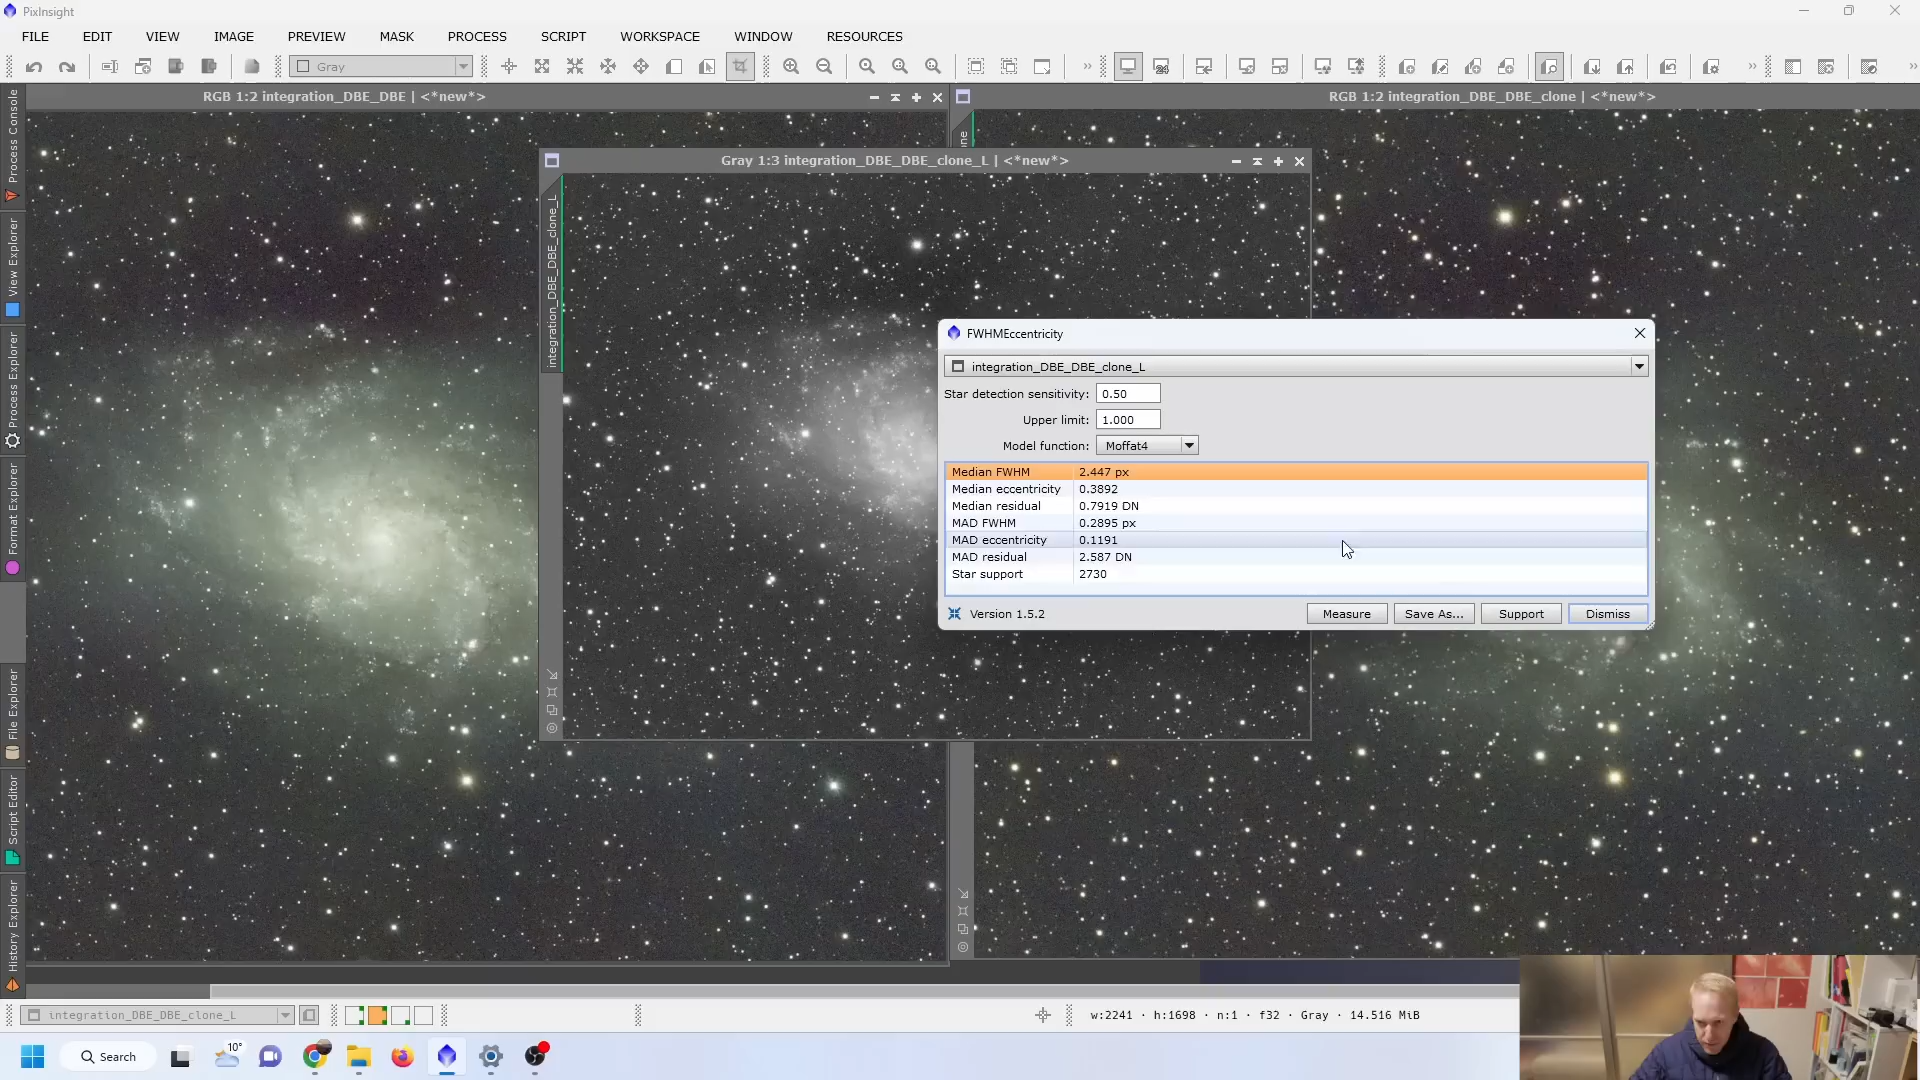 PixInsight
FILE EDIT VIEW IMAGE PREVIEW MASK PROCESS SCRIPT WORKSPACE WINDOW RESOURCES
Gray
RGB 1:2 integration_DBE_DBE | <*new*>
RGB 1:2 integration_DBE_DBE_clone | <*new*>
Process Console
View Explorer
Process Explorer
Format Explorer
File Explorer
Script Editor
History Explorer
Gray 1:3 integration_DBE_DBE_clone_L | <*new*>
integration_DBE_DBE_clone_L
FWHMEccentricity
integration_DBE_DBE_clone_L
Star detection sensitivity: 0.50
Upper limit: 1.000
Model function: Moffat4
Median FWHM 2.447 px
Median eccentricity 0.3892
Median residual 0.7919 DN
MAD FWHM 0.2895 px
MAD eccentricity 0.1191
MAD residual 2.587 DN
Star support 2730
Version 1.5.2 Measure Save As... Support Dismiss
integration_DBE_DBE_clone_L
w:2241 · h:1698 · n:1 · f32 · Gray · 14.516 MiB
Search
10°